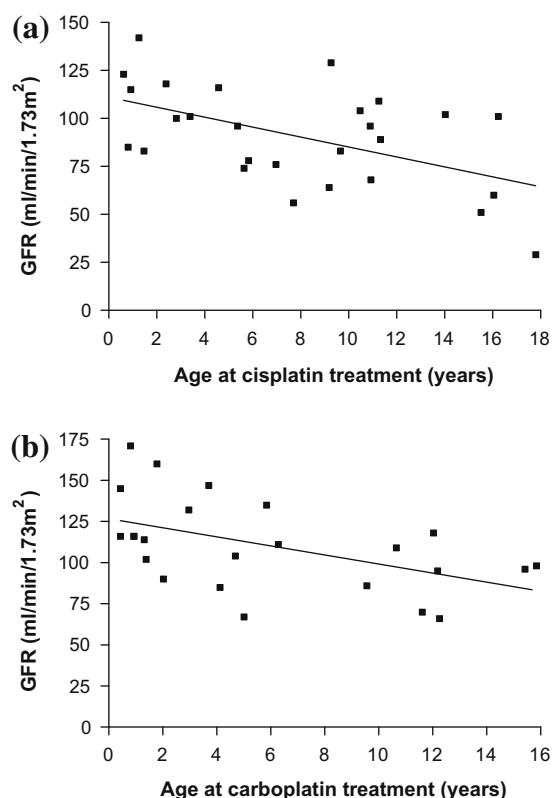 (a)
150
125
100
75
50
25
0
GFR (ml/min/1.73m²)
0 2 4 6 8 10 12 14 16 18
Age at cisplatin treatment (years)
(b)
175
150
125
100
75
50
25
0
GFR (ml/min/1.73m²)
0 2 4 6 8 10 12 14 16
Age at carboplatin treatment (years)